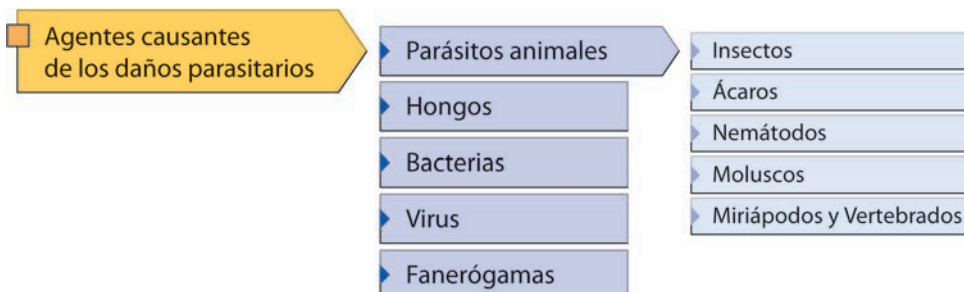 Agentes causantes
de los daños parasitarios
Parásitos animales
Hongos
Bacterias
Virus
Fanerógamas
Insectos
Ácaros
Nemátodos
Moluscos
Miriápodos y Vertebrados